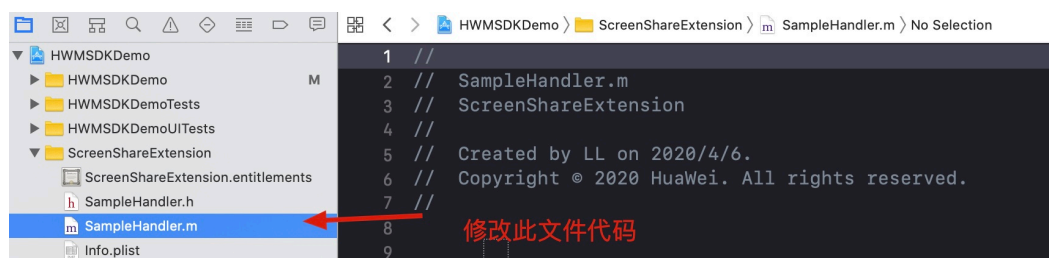 HWMSDKDemo 〉 ScreenShareExtension 〉 m SampleHandler.m 〉 No Selection
HWMSDKDemo
HWMSDKDemo M
HWMSDKDemoTests
HWMSDKDemoUITests
ScreenShareExtension
ScreenShareExtension.entitlements
h SampleHandler.h
m SampleHandler.m
Info.plist
1 //
2 // SampleHandler.m
3 // ScreenShareExtension
4 //
5 // Created by LL on 2020/4/6.
6 // Copyright © 2020 HuaWei. All rights reserved.
7 //
8
修改此文件代码
9